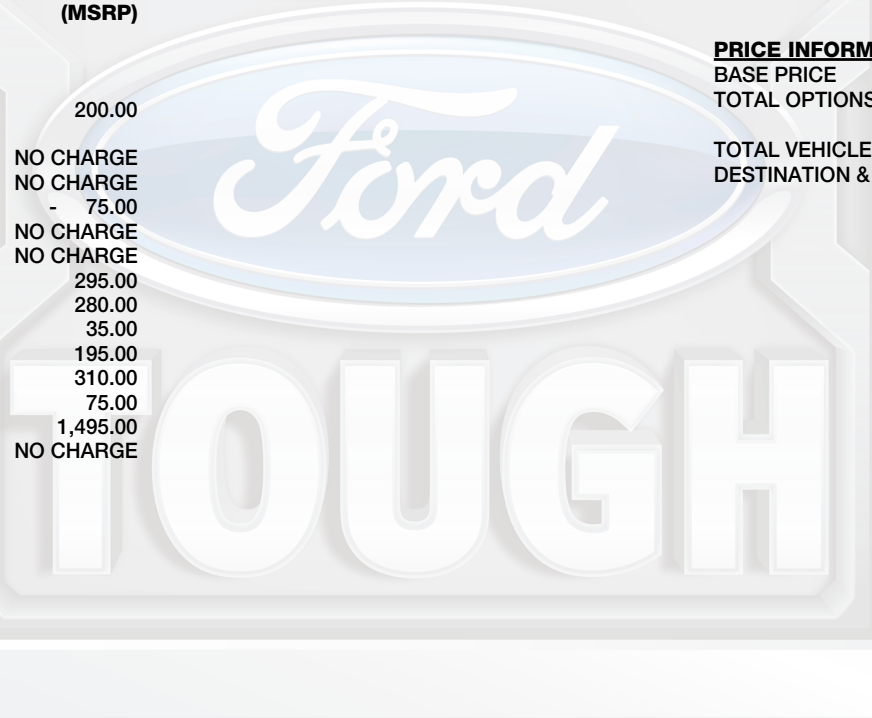 (MSRP)
200.00
NO CHARGE
NO CHARGE
- 75.00
NO CHARGE
NO CHARGE
295.00
280.00
35.00
195.00
310.00
75.00
1,495.00
NO CHARGE
PRICE INFORM
BASE PRICE
TOTAL OPTIONS
TOTAL VEHICLE
DESTINATION &
Ford
TOUGH